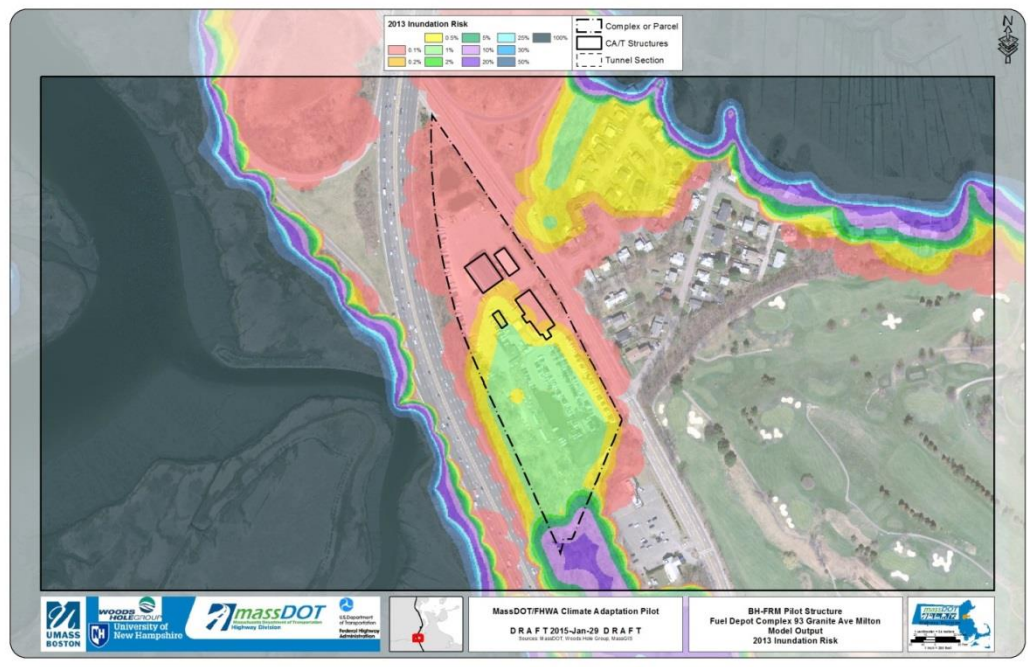 2013 Inundation Risk
0.5% 5% 25% 100%
0.1% 1% 10% 30%
0.2% 2% 20% 50%
Complex or Parcel
CA/T Structures
Tunnel Section
N
UMASS
BOSTON
WOODS
HOLE GROUP
NH
University of
New Hampshire
massDOT
Massachusetts Department of Transportation
Highway Division
U.S. Department
of Transportation
Federal Highway
Administration
MassDOT/FHWA Climate Adaptation Pilot
D R A F T 2015-Jan-29 D R A F T
Sources: MassDOT, Woods Hole Group, MassGIS
BH-FRM Pilot Structure
Fuel Depot Complex 93 Granite Ave Milton
Model Output
2013 Inundation Risk
massDOT